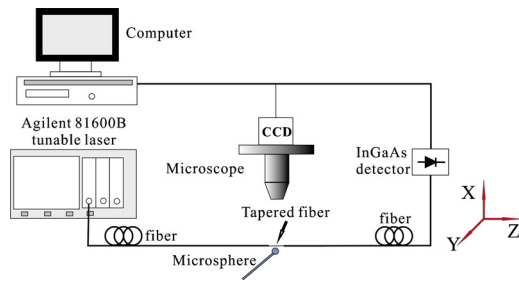 Computer
Agilent 81600B
tunable laser
CCD
Microscope
InGaAs
detector
Tapered fiber
fiber
fiber
Microsphere
X
Y
Z